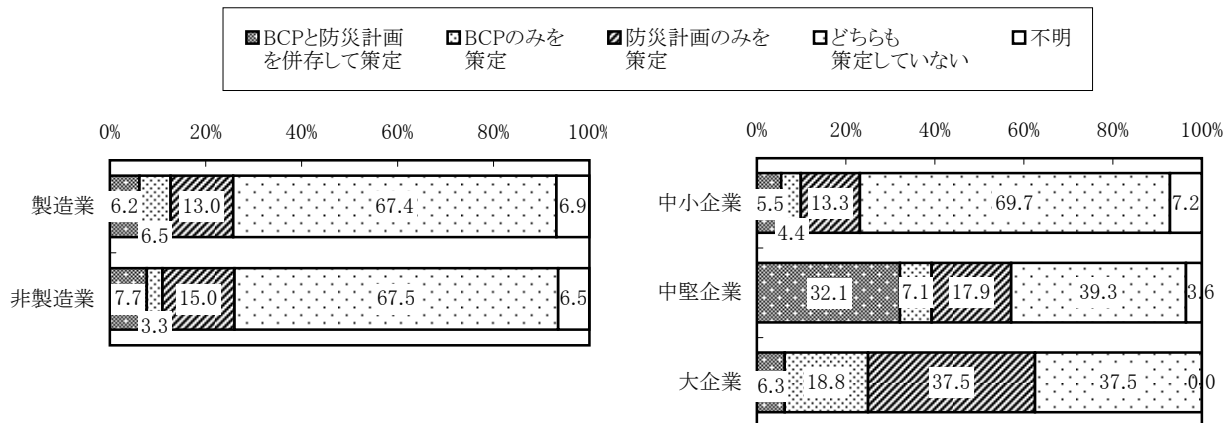 BCPと防災計画
を併存して策定
BCPのみを
策定
防災計画のみを
策定
どちらも
策定していない
不明
0% 20% 40% 60% 80% 100%
製造業 6.2 6.5 13.0 67.4 6.9
非製造業 7.7 3.3 15.0 67.5 6.5
0% 20% 40% 60% 80% 100%
中小企業 5.5 4.4 13.3 69.7 7.2
中堅企業 32.1 7.1 17.9 39.3 3.6
大企業 6.3 18.8 37.5 37.5 0.0